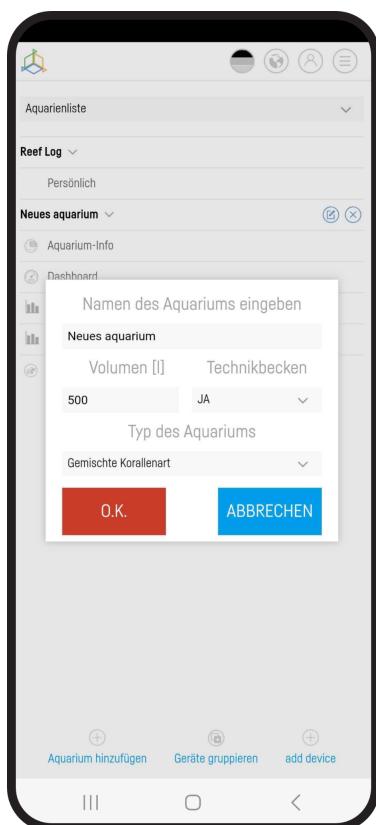 Aquarienliste
Reef Log
Persönlich
Neues aquarium
Aquarium-Info
Dashboard
Namen des Aquariums eingeben
Neues aquarium
Volumen [l] Technikbecken
500 JA
Typ des Aquariums
Gemischte Korallenart
O.K. ABBRECHEN
Aquarium hinzufügen Geräte gruppieren add device